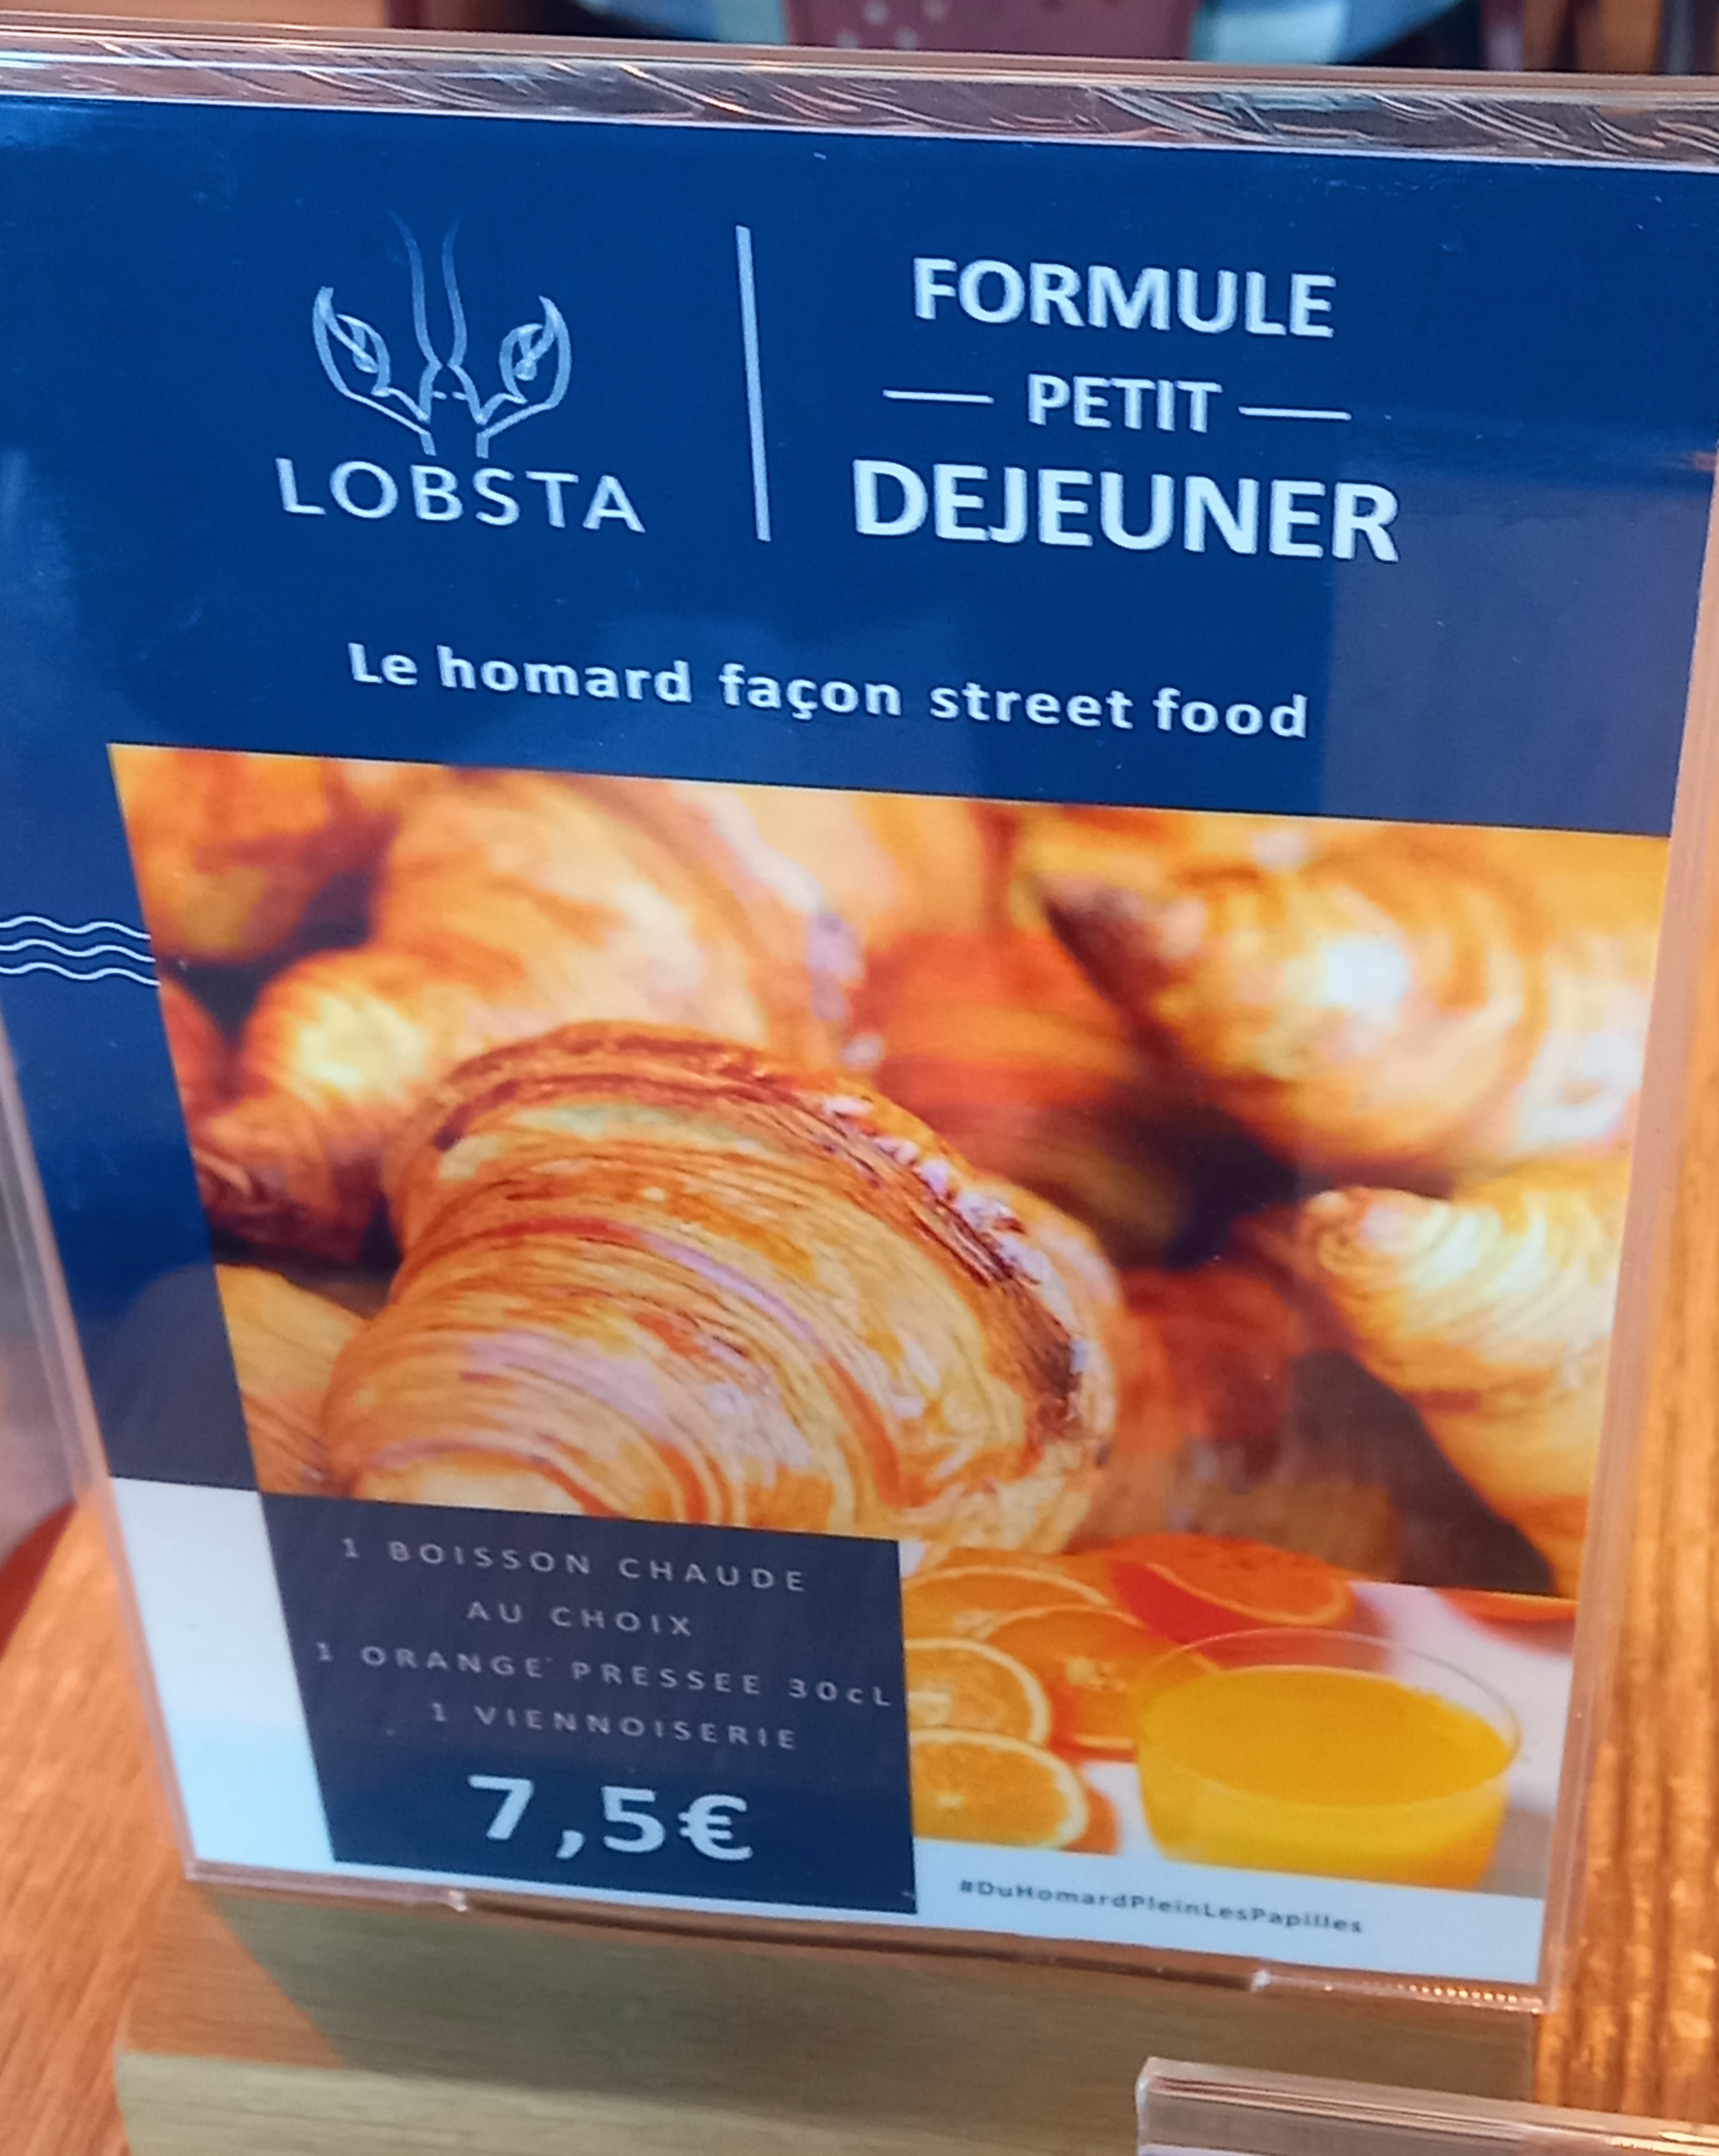 LOBSTA
FORMULE
PETIT
DEJEUNER
Le homard façon street food
1 BOISSON CHAUDE
AU CHOIX
1 ORANGE PRESSEE 30cL
1 VIENNOISERIE
7,5€
#DuHomardPleinLesPapilles